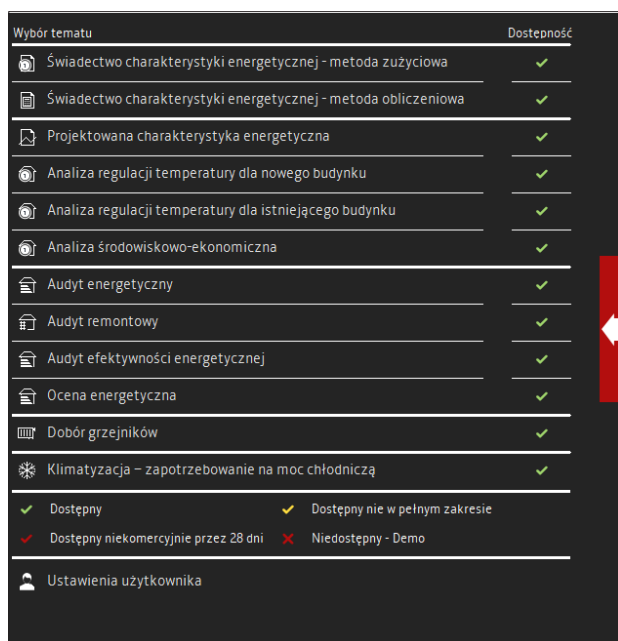 Wybór tematu Dostępność
Świadectwo charakterystyki energetycznej - metoda zużyciowa
Świadectwo charakterystyki energetycznej - metoda obliczeniowa
Projektowana charakterystyka energetyczna
Analiza regulacji temperatury dla nowego budynku
Analiza regulacji temperatury dla istniejącego budynku
Analiza środowiskowo-ekonomiczna
Audyt energetyczny
Audyt remontowy
Audyt efektywności energetycznej
Ocena energetyczna
Dobór grzejników
Klimatyzacja – zapotrzebowanie na moc chłodniczą
Dostępny Dostępny nie w pełnym zakresie
Dostępny niekomercyjnie przez 28 dni Niedostępny - Demo
Ustawienia użytkownika